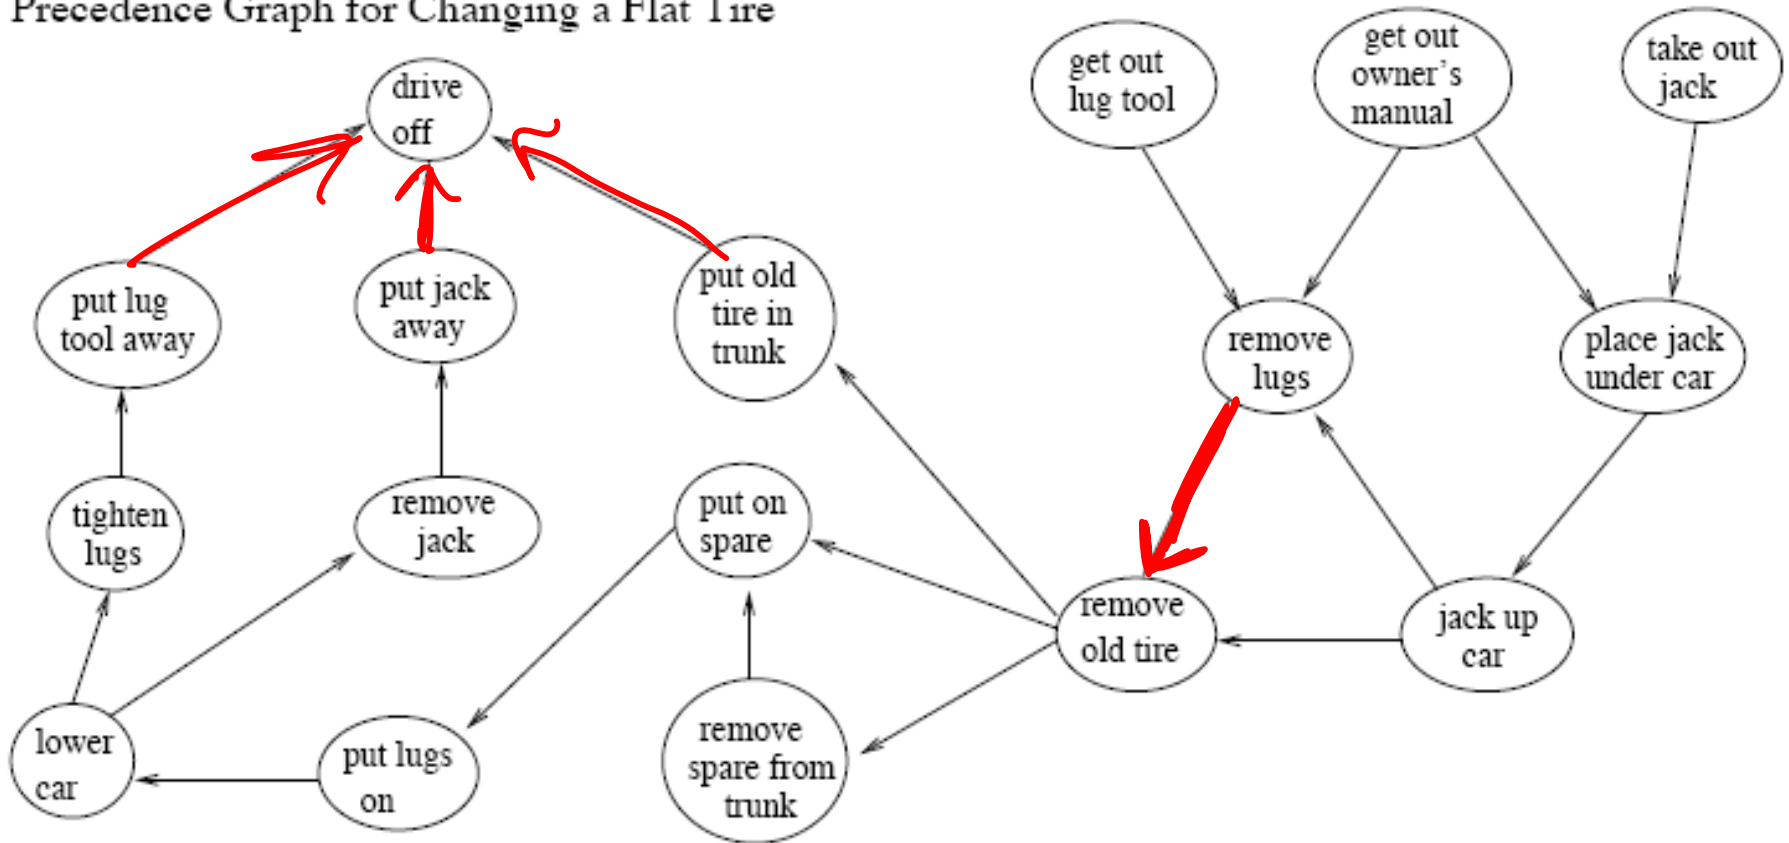 Precedence Graph for Changing a Flat Tire
drive
off
get out
lug tool
get out
owner's
manual
take out
jack
put lug
tool away
put jack
away
put old
tire in
trunk
remove
lugs
place jack
under car
tighten
lugs
remove
jack
put on
spare
remove
old tire
jack up
car
lower
car
put lugs
on
remove
spare from
trunk